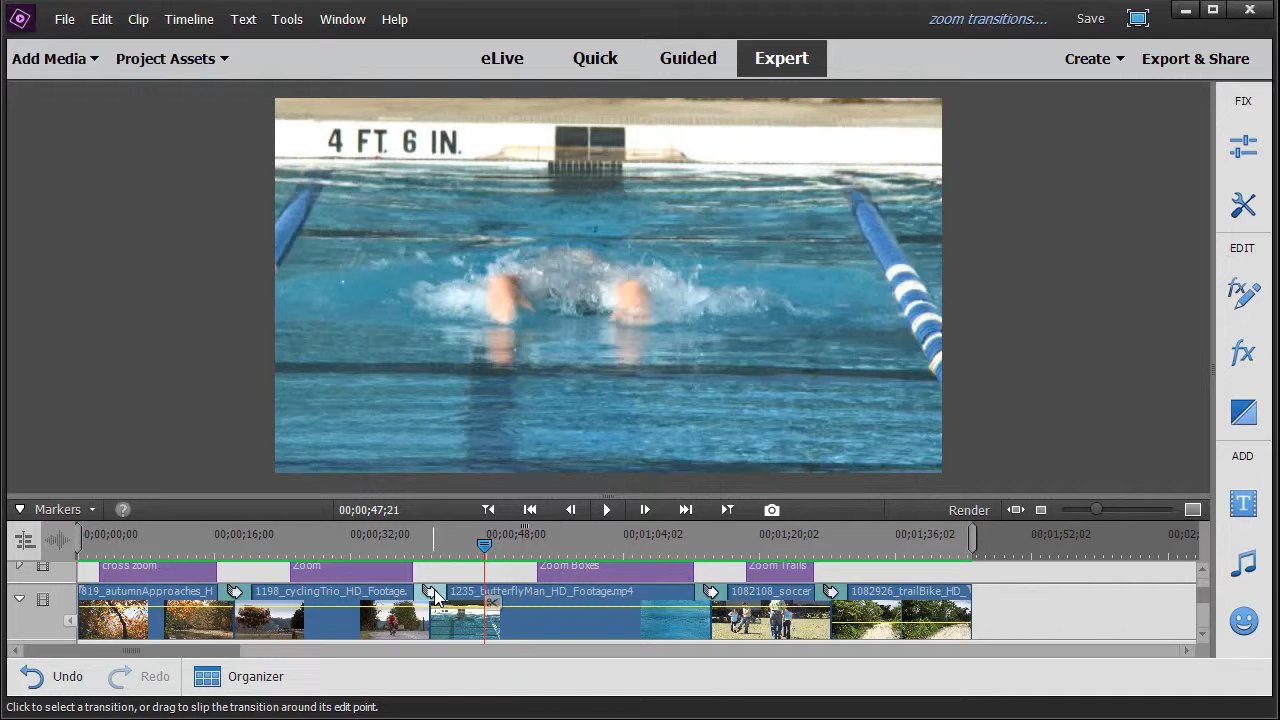 File Edit Clip Timeline Text Tools Window Help zoom transitions.... Save
Add Media Project Assets eLive Quick Guided Expert Create Export & Share
FIX
4 FT. 6 IN.
EDIT
fx
fx
ADD
T
Markers ? 00;00;47;21 Render
0;00;00;00 00;00;16;00 00;00;32;00 00;00;48;00 00;01;04;02 00;01;20;02 00;01;36;02 00;01;52;02 00;02;
cross zoom Zoom Zoom Boxes Zoom Trails
819_autumnApproaches_H 1198_cyclingTrio_HD_Footage. 1235_butterflyMan_HD_Footage.mp4 1082108_soccer 1082926_trailBike_HD_
Undo Redo Organizer
Click to select a transition, or drag to slip the transition around its edit point.